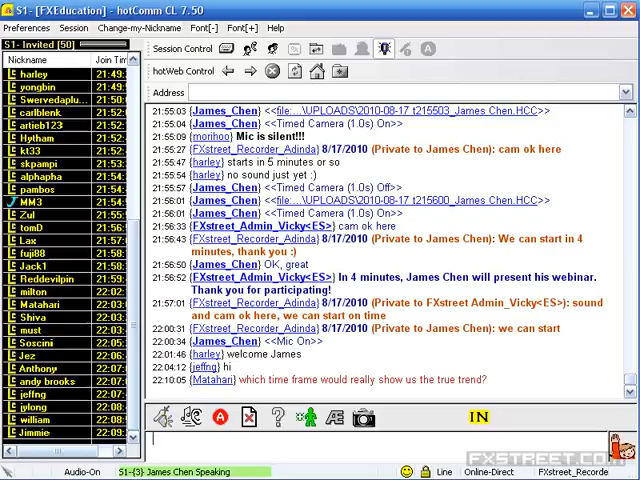 S1- [FXEducation] - hotComm CL 7.50
Preferences Session Change-my-Nickname Font[-] Font[+] Help
S1- Invited [50]
Session Control
Nickname Join Tim
hotWeb Control
Address
harley 21:49:
yongbin 21:49:
Swervedaplu... 21:50:
carlblenk 21:52:
artieb123 21:52:
Hytham 21:52:
kt33 21:52:
skpampi 21:53:
alphapha 21:54:
pambos 21:54:
MM3 21:54:
Zul 21:55:
tomD 21:56:
Lax 21:57:
fuji88 21:58:
Jack1 21:58:
Reddevilpin 21:58:
milton 22:02:
Matahari 22:03:
Shiva 22:03:
must 22:03:
Soscini 22:05:
Jez 22:06:
Anthony 22:06:
andy brooks 22:07:
jeffng 22:07:
jylong 22:08:
william 22:08:
Jimmie 22:09:
21:55:03 {James_Chen} <<file:...\UPLOADS\2010-08-17 t215503_James Chen.HCC>
21:55:04 {James_Chen} <<Timed Camera (1.0s) On>>
21:55:09 {morihoo} Mic is silent!!!
21:55:27 {FXstreet_Recorder_Adinda} 8/17/2010 (Private to James Chen): cam ok here
21:55:47 {harley} starts in 5 minutes or so
21:55:54 {harley} no sound just yet :)
21:55:57 {James_Chen} <<Timed Camera (1.0s) Off>>
21:56:01 {James_Chen} <<file:...\UPLOADS\2010-08-17 t215600_James Chen.HCC>
21:56:01 {James_Chen} <<Timed Camera (1.0s) On>>
21:56:33 {FXstreet_Admin_Vicky<ES>} cam ok here
21:56:43 {FXstreet_Recorder_Adinda} 8/17/2010 (Private to James Chen): We can start in 4
minutes, thank you :)
21:56:50 {James_Chen} OK, great
21:56:52 {FXstreet_Admin_Vicky<ES>} In 4 minutes, James Chen will present his webinar.
Thank you for participating!
21:57:01 {FXstreet_Recorder_Adinda} 8/17/2010 (Private to FXstreet Admin_Vicky<ES>): sound
and cam ok here, we can start on time
22:00:31 {FXstreet_Recorder_Adinda} 8/17/2010 (Private to James Chen): we can start
22:00:34 {James_Chen} <<Mic On>>
22:01:46 {harley} welcome James
22:04:12 {jeffng} hi
22:10:05 {Matahari} which time frame would really show us the true trend?
IN
FXSTREET.COM
Audio-On S1-{3} James Chen Speaking Line Online-Direct FXstreet_Recorde